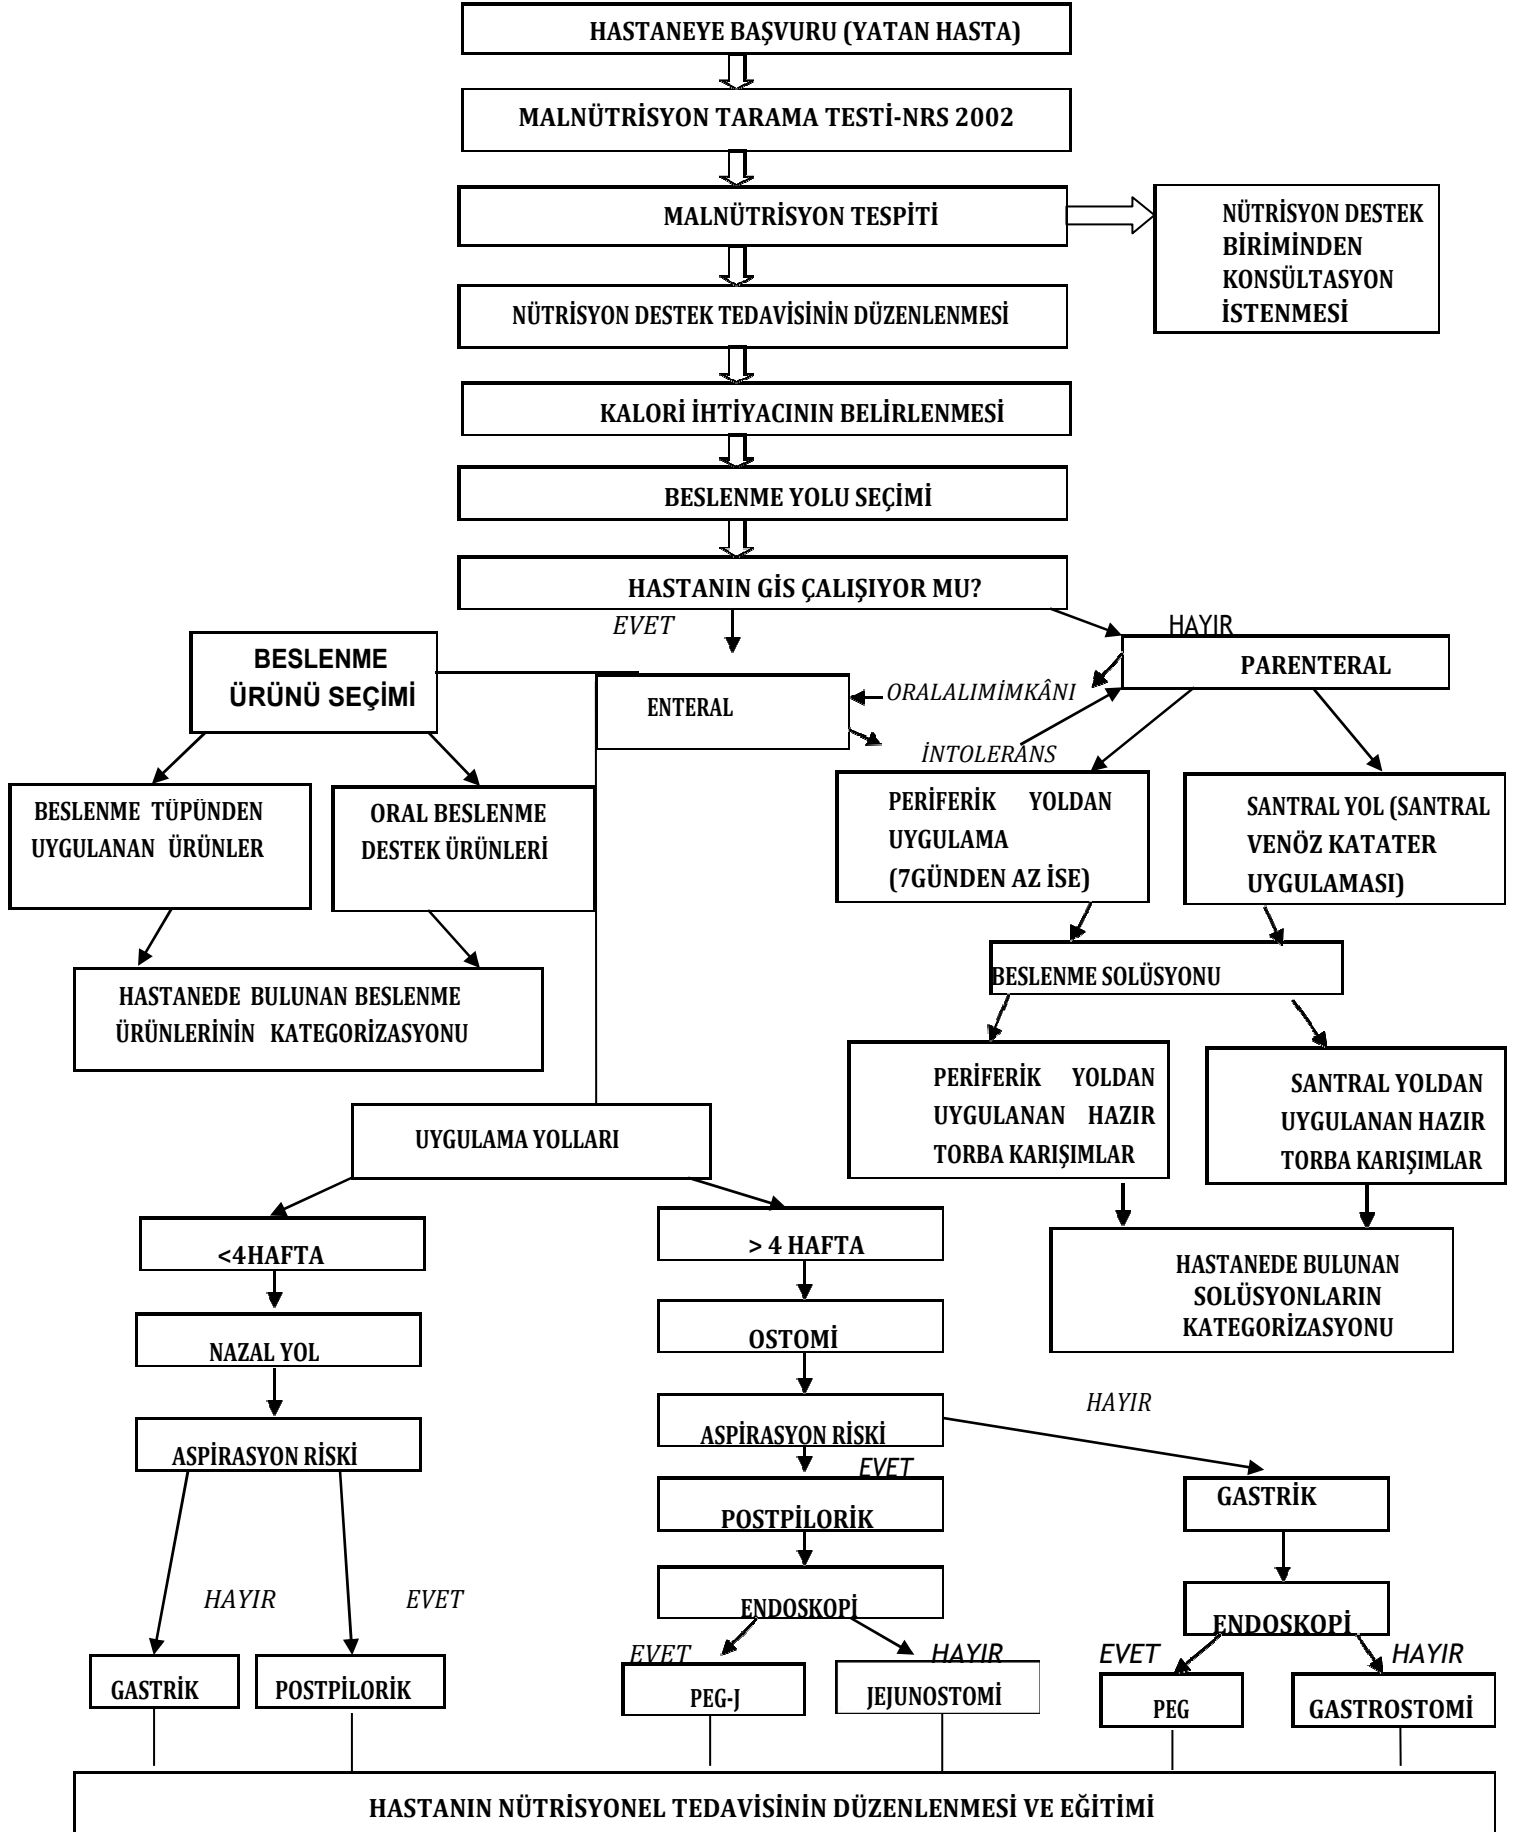 HASTANEYE BAŞVURU (YATAN HASTA)
MALNÜTRİSYON TARAMA TESTİ-NRS 2002
MALNÜTRİSYON TESPİTİ
NÜTRİSYON DESTEK
BİRİMİNDEN
KONSÜLTASYON
İSTENMESİ
NÜTRİSYON DESTEK TEDAVİSİNİN DÜZENLENMESİ
KALORİ İHTİYACININ BELİRLENMESİ
BESLENME YOLU SEÇİMİ
HASTANIN GİS ÇALIŞIYOR MU?
EVET
HAYIR
BESLENME
ÜRÜNÜ SEÇİMİ
PARENTERAL
ENTERAL
ORALALIMİMKÂNI
İNTOLERANS
BESLENME TÜPÜNDEN
UYGULANAN ÜRÜNLER
ORAL BESLENME
DESTEK ÜRÜNLERİ
PERİFERİK YOLDAN
UYGULAMA
(7GÜNDEN AZ İSE)
SANTRAL YOL (SANTRAL
VENÖZ KATATER
UYGULAMASI)
HASTANEDE BULUNAN BESLENME
ÜRÜNLERİNİN KATEGORİZASYONU
BESLENME SOLÜSYONU
PERİFERİK YOLDAN
UYGULANAN HAZIR
TORBA KARIŞIMLAR
SANTRAL YOLDAN
UYGULANAN HAZIR
TORBA KARIŞIMLAR
UYGULAMA YOLLARI
<4HAFTA
> 4 HAFTA
HASTANEDE BULUNAN
SOLÜSYONLARIN
KATEGORİZASYONU
NAZAL YOL
OSTOMİ
ASPİRASYON RİSKİ
ASPİRASYON RİSKİ
HAYIR
EVET
POSTPİLORİK
GASTRİK
HAYIR
EVET
ENDOSKOPİ
ENDOSKOPİ
EVET
HAYIR
EVET
HAYIR
GASTRİK
POSTPİLORİK
PEG-J
JEJUNOSTOMİ
PEG
GASTROSTOMİ
HASTANIN NÜTRİSYONEL TEDAVİSİNİN DÜZENLENMESİ VE EĞİTİMİ